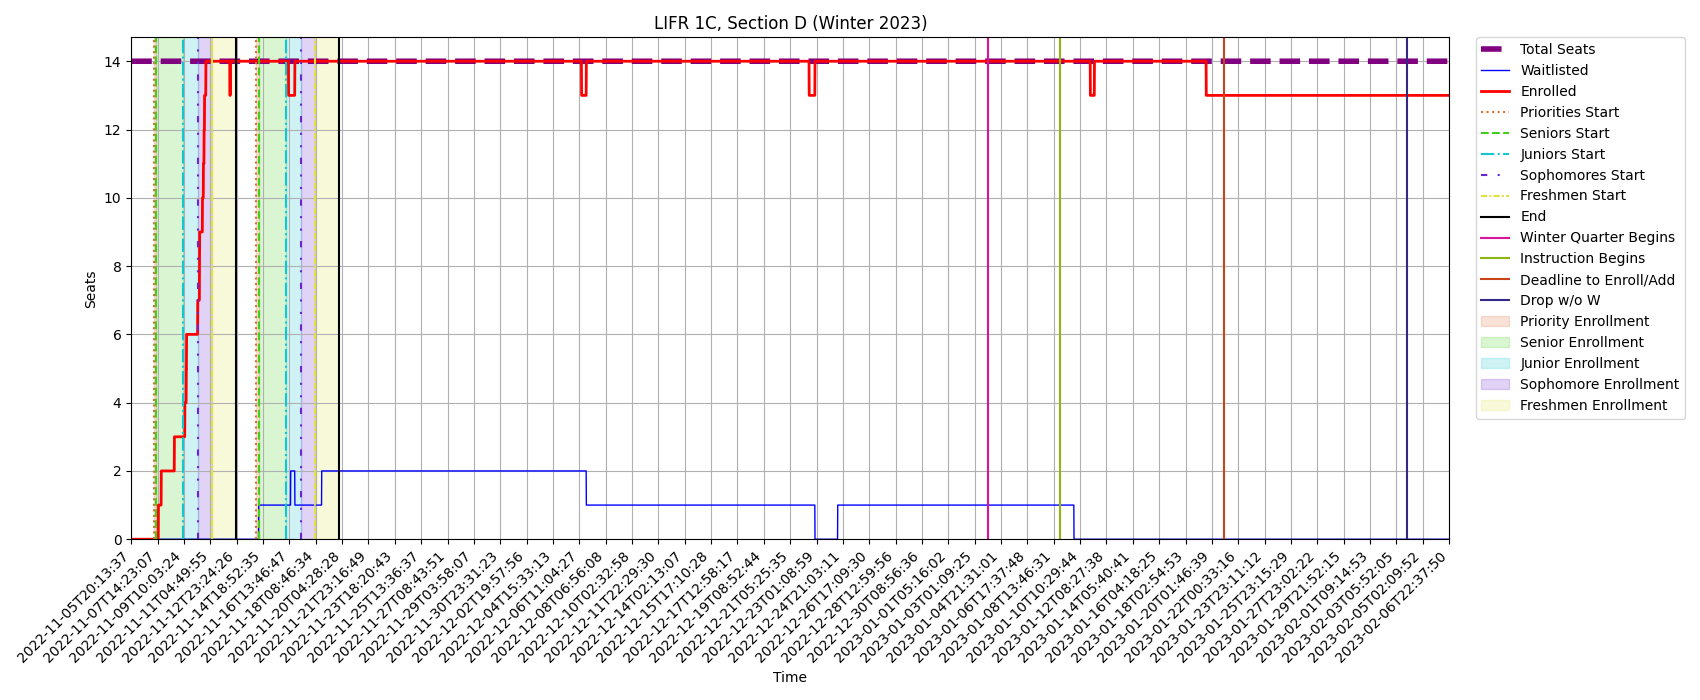 LIFR 1C, Section D (Winter 2023)
Seats
14
12
10
8
6
4
2
0
2022-11-05T20:13:37
2022-11-07T14:23:07
2022-11-09T10:03:24
2022-11-11T04:49:55
2022-11-12T23:24:26
2022-11-14T18:52:35
2022-11-16T13:46:47
2022-11-18T08:46:34
2022-11-20T04:28:28
2022-11-21T23:16:49
2022-11-23T18:20:43
2022-11-25T13:36:37
2022-11-27T08:43:51
2022-11-29T03:58:07
2022-11-30T23:31:23
2022-12-02T19:57:56
2022-12-04T15:33:13
2022-12-06T11:04:27
2022-12-08T06:56:08
2022-12-10T02:32:58
2022-12-11T22:29:30
2022-12-14T02:13:07
2022-12-15T17:10:28
2022-12-17T12:58:17
2022-12-19T08:52:44
2022-12-21T05:25:35
2022-12-23T01:08:59
2022-12-24T21:03:11
2022-12-26T17:09:30
2022-12-28T12:59:56
2022-12-30T08:56:36
2023-01-01T05:16:02
2023-01-03T01:09:25
2023-01-04T21:31:01
2023-01-06T17:37:48
2023-01-08T13:46:31
2023-01-10T10:29:44
2023-01-12T08:27:38
2023-01-14T05:40:41
2023-01-16T04:18:25
2023-01-18T02:54:53
2023-01-20T01:46:39
2023-01-22T00:33:16
2023-01-23T23:11:12
2023-01-25T23:15:29
2023-01-27T23:02:22
2023-01-29T21:52:15
2023-02-01T09:14:53
2023-02-03T05:52:05
2023-02-05T02:09:52
2023-02-06T22:37:50
Time
Total Seats
Waitlisted
Enrolled
Priorities Start
Seniors Start
Juniors Start
Sophomores Start
Freshmen Start
End
Winter Quarter Begins
Instruction Begins
Deadline to Enroll/Add
Drop w/o W
Priority Enrollment
Senior Enrollment
Junior Enrollment
Sophomore Enrollment
Freshmen Enrollment